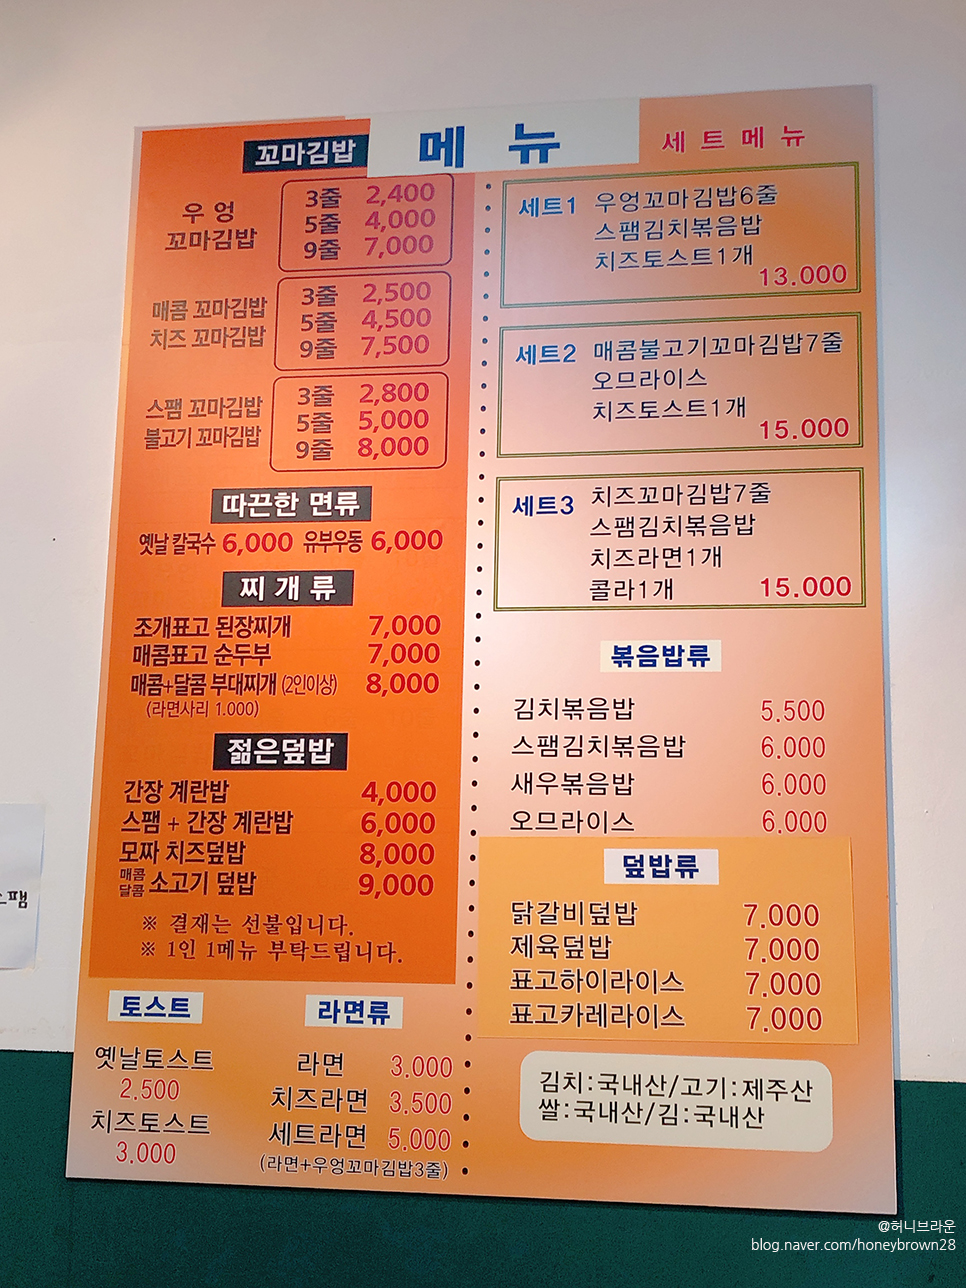 메 뉴
꼬마김밥
우엉
꼬마김밥
3줄 2,400
5줄 4,000
9줄 7,000
매콤 꼬마김밥
치즈 꼬마김밥
3줄 2,500
5줄 4,500
9줄 7,500
스팸 꼬마김밥
불고기 꼬마김밥
3줄 2,800
5줄 5,000
9줄 8,000
따끈한 면류
옛날 칼국수 6,000 유부우동 6,000
찌개류
조개표고 된장찌개 7,000
매콤표고 순두부 7,000
매콤+달콤 부대찌개 (2인이상) 8,000
(라면사리 1.000)
젊은덮밥
간장 계란밥 4,000
스팸 + 간장 계란밥 6,000
모짜 치즈덮밥 8,000
매콤 달콤 소고기 덮밥 9,000
※ 결재는 선불입니다.
※ 1인 1메뉴 부탁드립니다.
토스트
옛날토스트
2.500
치즈토스트
3.000
라면류
라면 3.000
치즈라면 3.500
세트라면 5.000
(라면+우엉꼬마김밥3줄)
세트메뉴
세트1 우엉꼬마김밥6줄
스팸김치볶음밥
치즈토스트1개
13.000
세트2 매콤불고기꼬마김밥7줄
오므라이스
치즈토스트1개
15.000
세트3 치즈꼬마김밥7줄
스팸김치볶음밥
치즈라면1개
콜라1개 15.000
볶음밥류
김치볶음밥 5.500
스팸김치볶음밥 6.000
새우볶음밥 6.000
오므라이스 6.000
덮밥류
닭갈비덮밥 7.000
제육덮밥 7.000
표고하이라이스 7.000
표고카레라이스 7.000
김치:국내산/고기:제주산
쌀:국내산/김:국내산
스팸
@허니브라운
blog.naver.com/honeybrown28